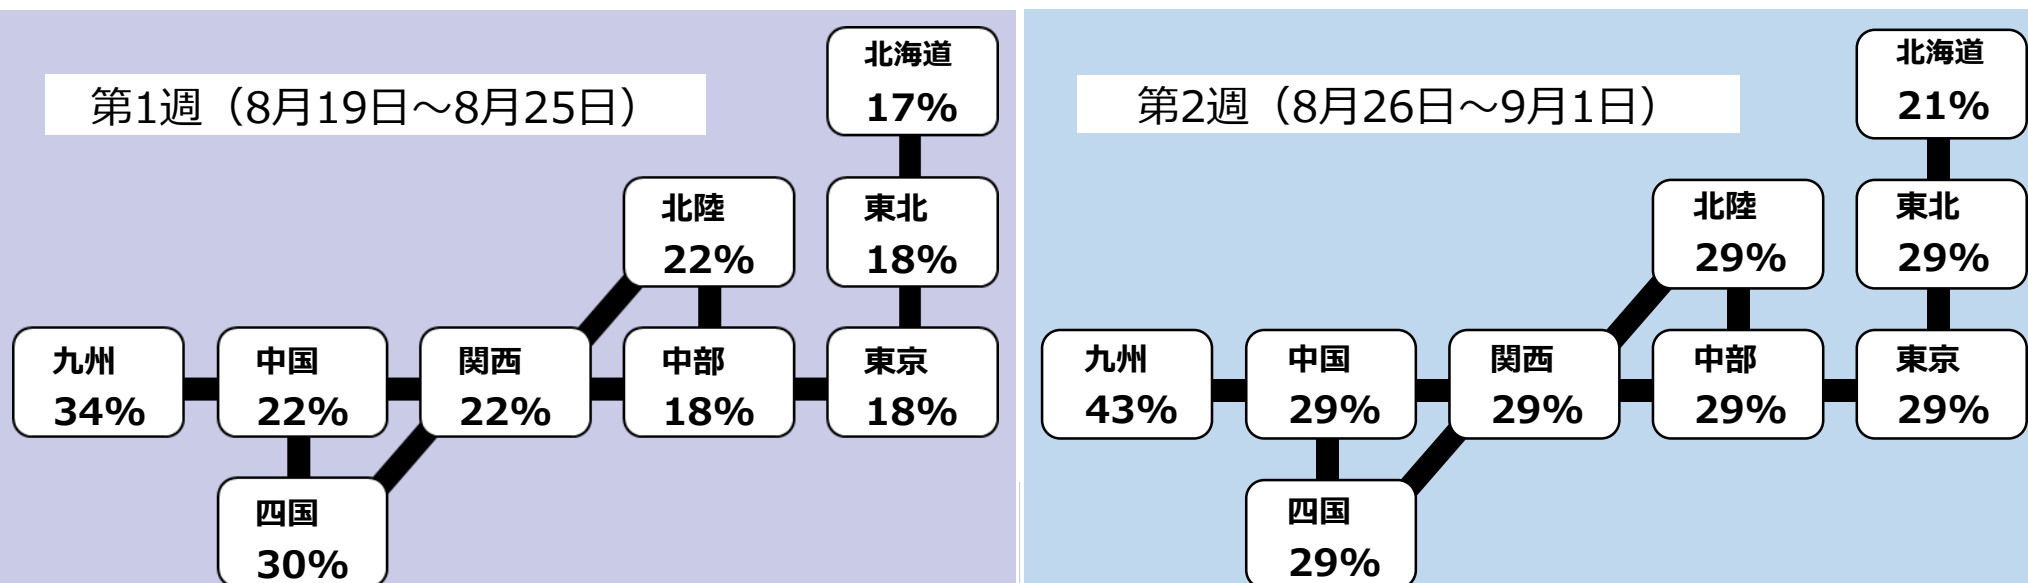 第1週（8月19日～8月25日）
北海道
17%
北陸
22%
東北
18%
九州
34%
中国
22%
関西
22%
中部
18%
東京
18%
四国
30%
第2週（8月26日～9月1日）
北海道
21%
北陸
29%
東北
29%
九州
43%
中国
29%
関西
29%
中部
29%
東京
29%
四国
29%